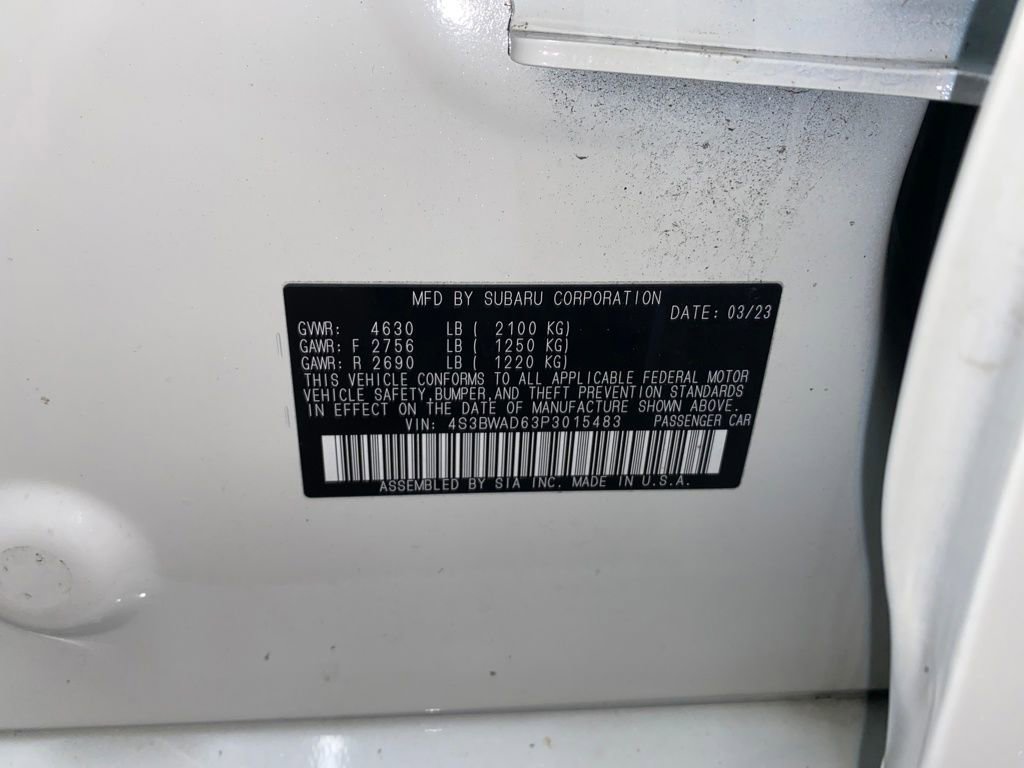 MFD BY SUBARU CORPORATION
DATE: 03/23
GVWR: 4630 LB ( 2100 KG)
GAWR: F 2756 LB ( 1250 KG)
GAWR: R 2690 LB ( 1220 KG)
THIS VEHICLE CONFORMS TO ALL APPLICABLE FEDERAL MOTOR
VEHICLE SAFETY,BUMPER,AND THEFT PREVENTION STANDARDS
IN EFFECT ON THE DATE OF MANUFACTURE SHOWN ABOVE.
VIN: 4S3BWAD63P3015483 PASSENGER CAR
ASSEMBLED BY SIA INC. MADE IN U.S.A.